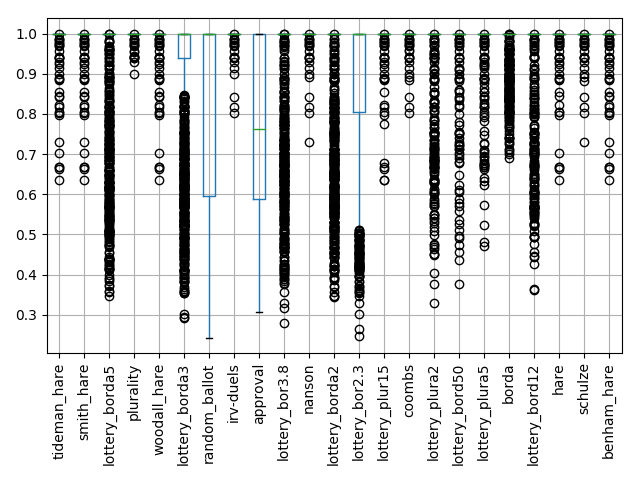 1.0
0.9
0.8
0.7
0.6
0.5
0.4
0.3
tideman_hare
smith_hare
lottery_borda5
plurality
woodall_hare
lottery_borda3
random_ballot
irv-duels
approval
lottery_bor3.8
nanson
lottery_borda2
lottery_bor2.3
lottery_plur15
coombs
lottery_plura2
lottery_bord50
lottery_plura5
borda
lottery_bord12
hare
schulze
benham_hare